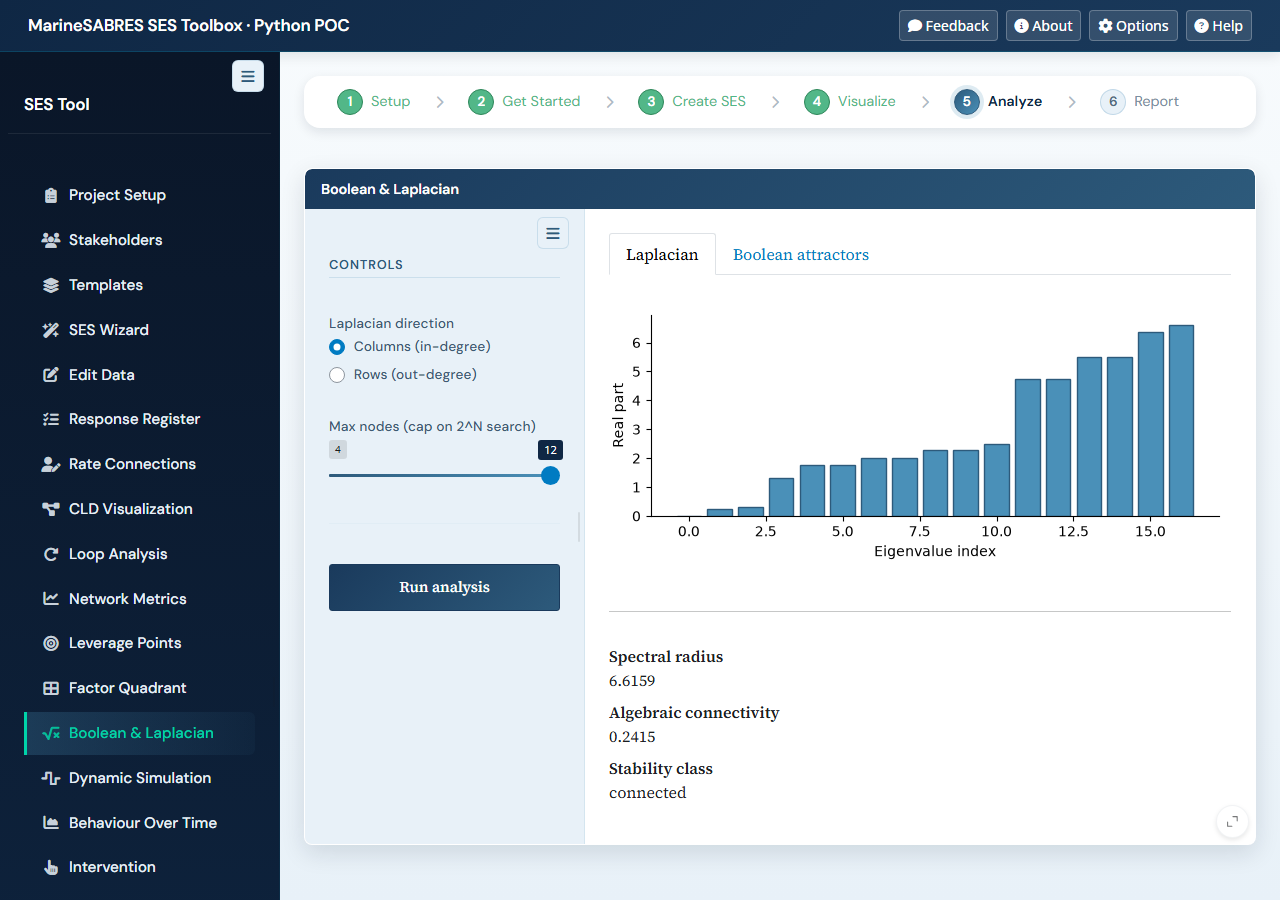 MarineSABRES SES Toolbox · Python POC
Feedback
About
Options
Help
SES Tool
Project Setup
Stakeholders
Templates
SES Wizard
Edit Data
Response Register
Rate Connections
CLD Visualization
Loop Analysis
Network Metrics
Leverage Points
Factor Quadrant
Boolean & Laplacian
Dynamic Simulation
Behaviour Over Time
Intervention
1 Setup
2 Get Started
3 Create SES
4 Visualize
5 Analyze
6 Report
Boolean & Laplacian
CONTROLS
Laplacian direction
Columns (in-degree)
Rows (out-degree)
Max nodes (cap on 2^N search)
4 12
Run analysis
Laplacian
Boolean attractors
Real part
6
5
4
3
2
1
0
0.0 2.5 5.0 7.5 10.0 12.5 15.0
Eigenvalue index
Spectral radius
6.6159
Algebraic connectivity
0.2415
Stability class
connected